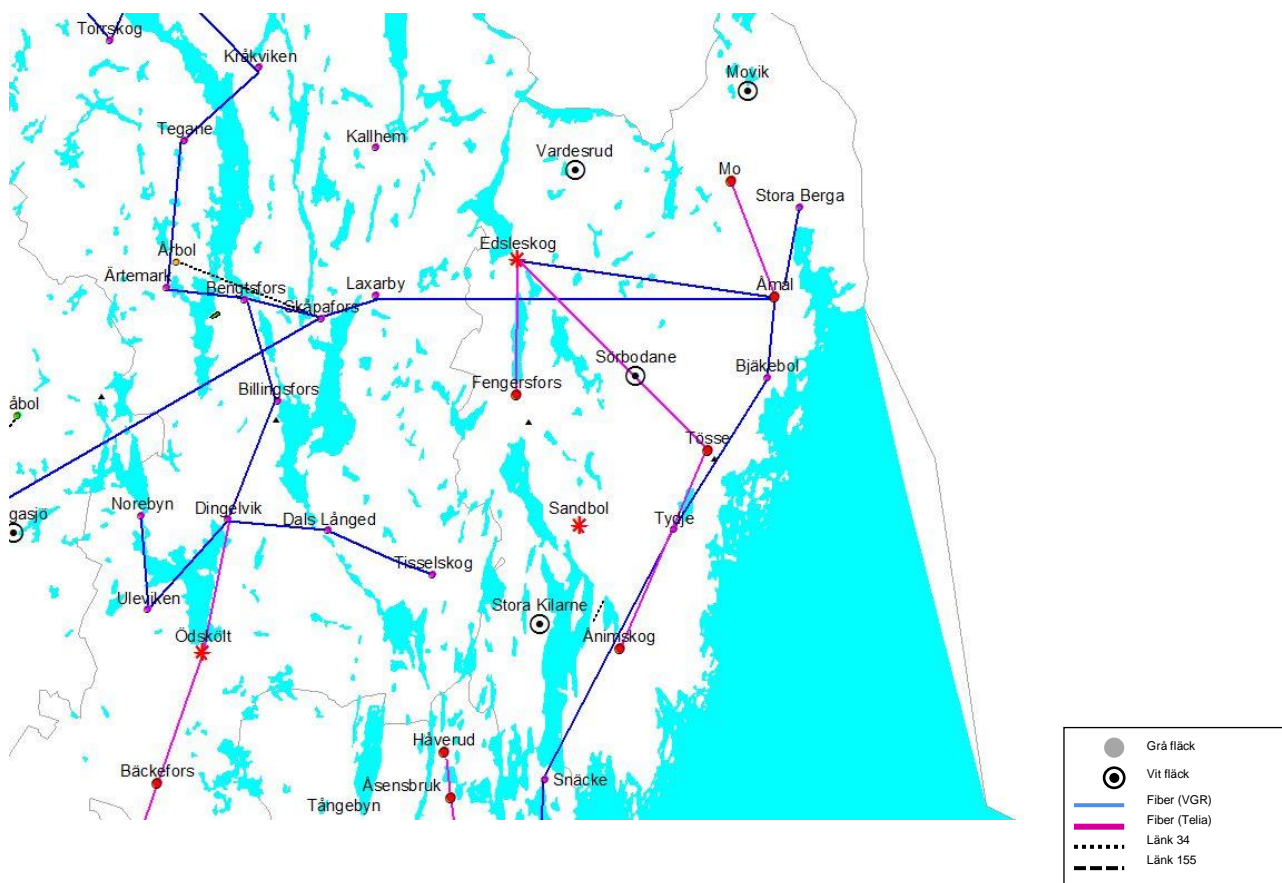 Torrskog
Kråkviken
Movik
Tegane
Kallhem
Vardesrud
Mo
Stora Berga
Edsleskog
Årbol
Ärtemark
Bengtsfors
Laxarby
Åmål
Skåpafors
Sörbodane
Bjäkebol
Fengersfors
Billingsfors
åbol
Tösse
Norebyn
Dingelvik
Dals Långed
Sandbol
gasjö
Tydje
Tisselskog
Uleviken
Stora Kilarne
Ödskölt
Ånimskog
Håverud
Bäckefors
Åsensbruk
Snäcke
Tångebyn
Grå fläck
Vit fläck
Fiber (VGR)
Fiber (Telia)
Länk 34
Länk 155